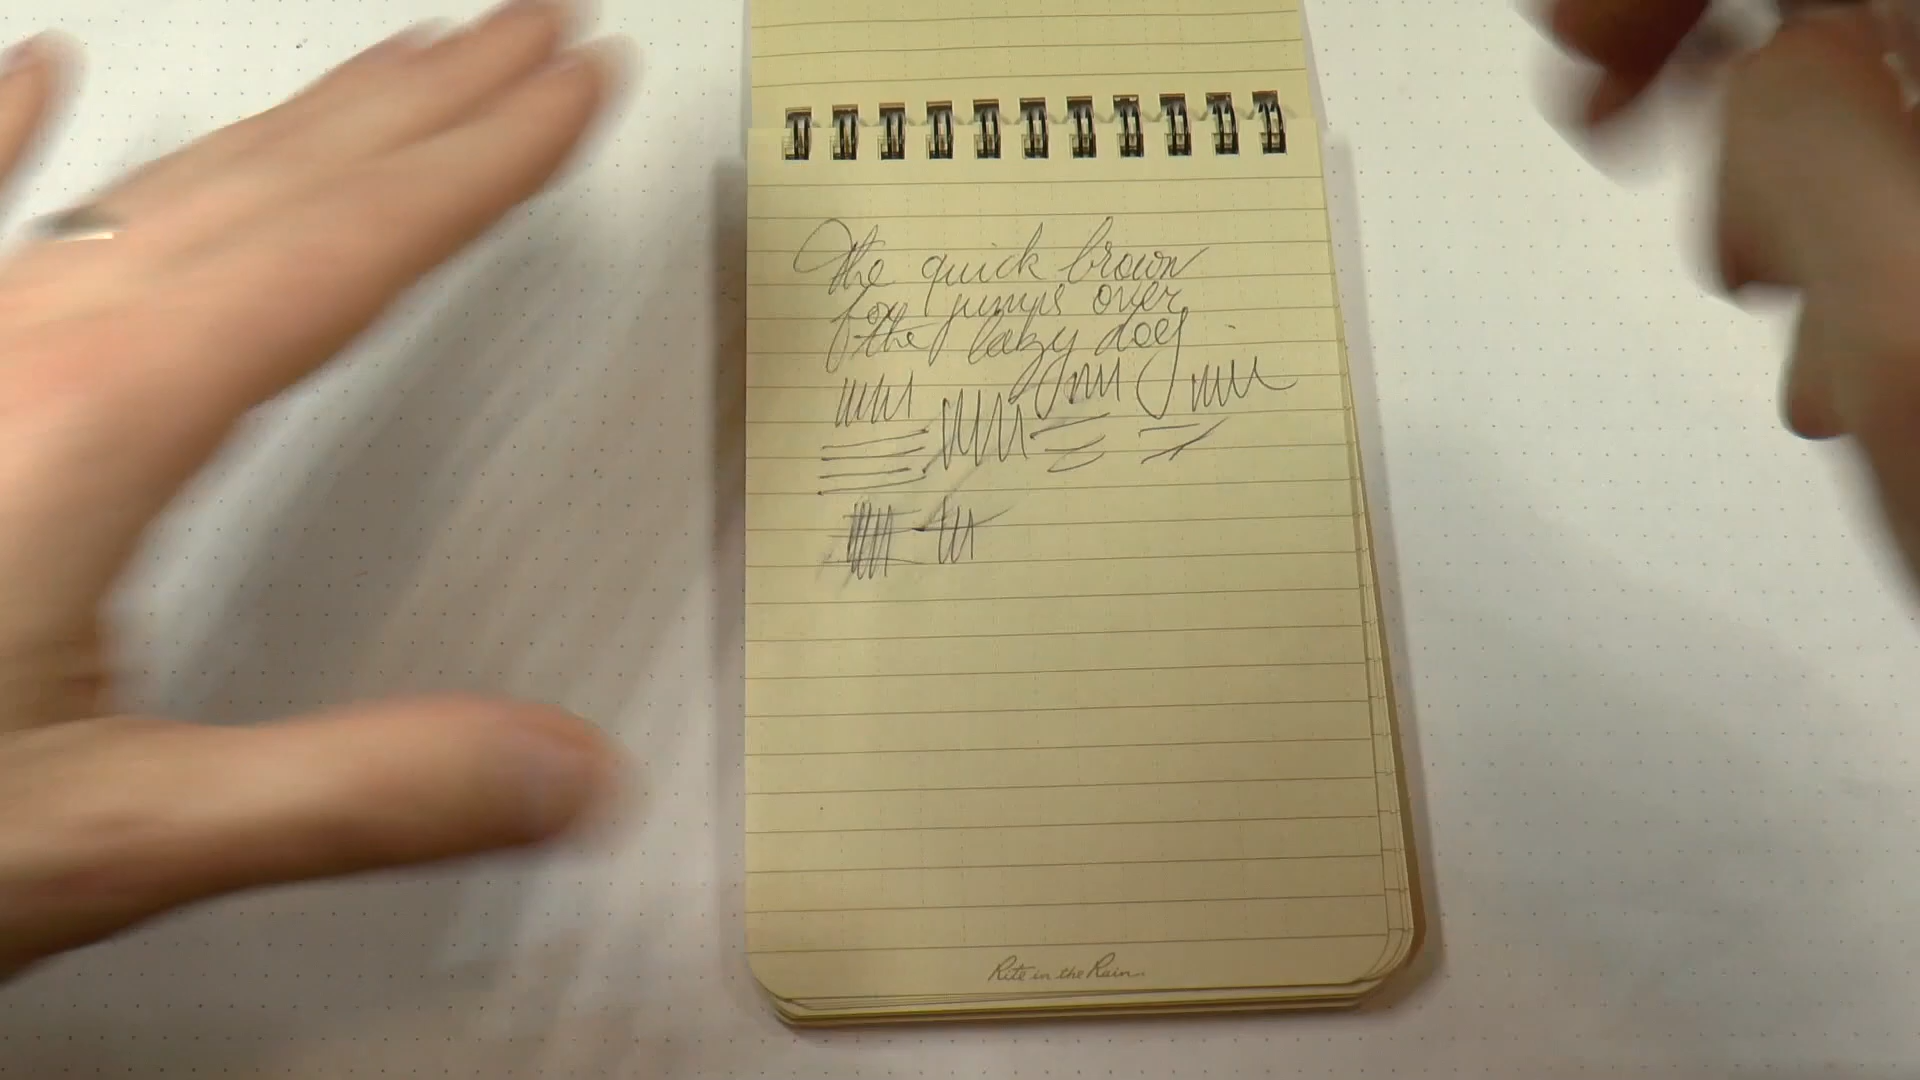 The quick brown
fox jumps over
the lazy dog.
Rite in the Rain